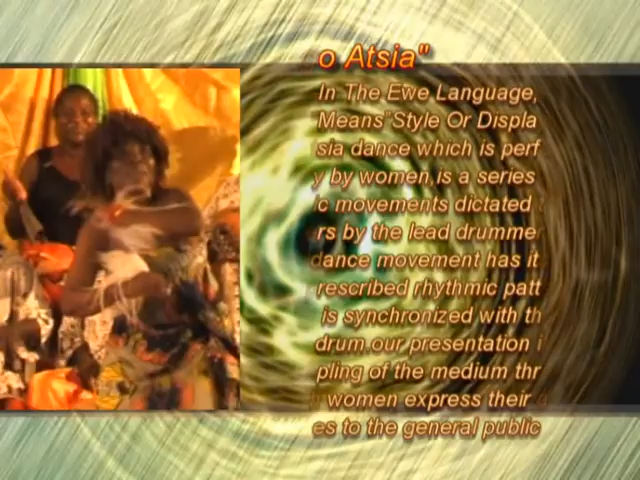 o Atsia"
In The Ewe Language,
Means"Style Or Displa
sia dance which is perf
y by women,is a series
ic movements dictated
rs by the lead drumme
dance movement has it
rescribed rhythmic patt
is synchronized with th
drum.our presentation i
pling of the medium thr
women express their
es to the general public